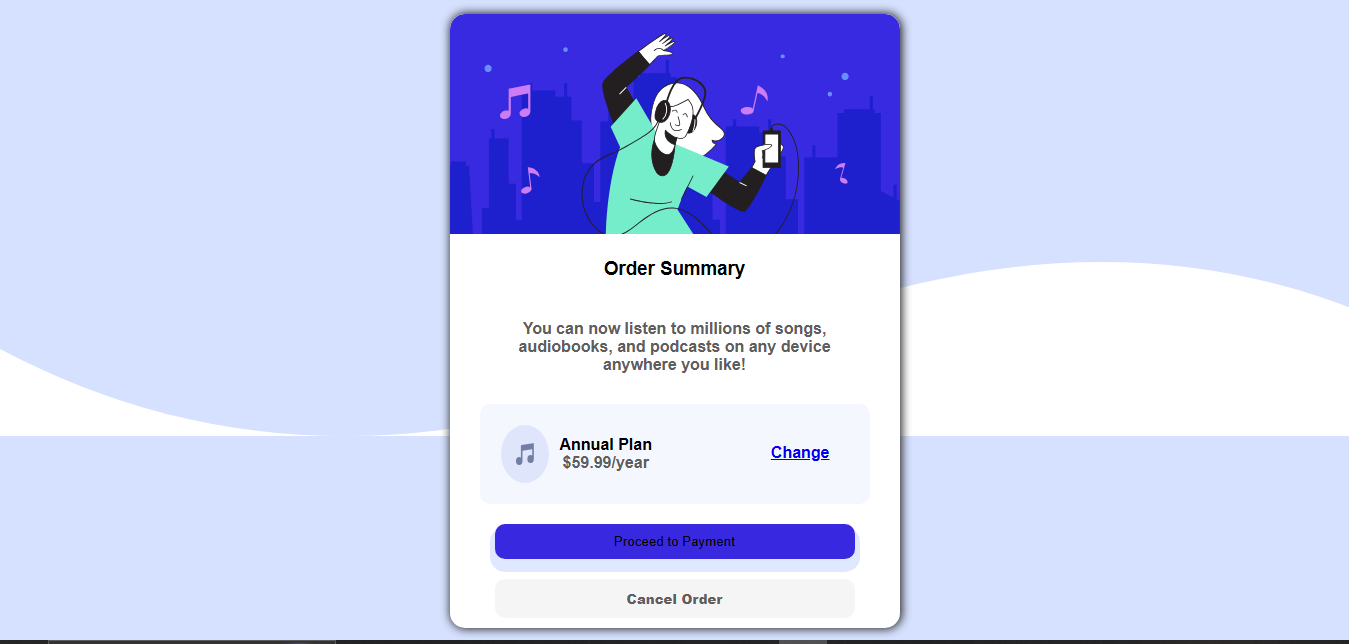 Order Summary
You can now listen to millions of songs,
audiobooks, and podcasts on any device
anywhere you like!
Annual Plan
$59.99/year
Change
Proceed to Payment
Cancel Order